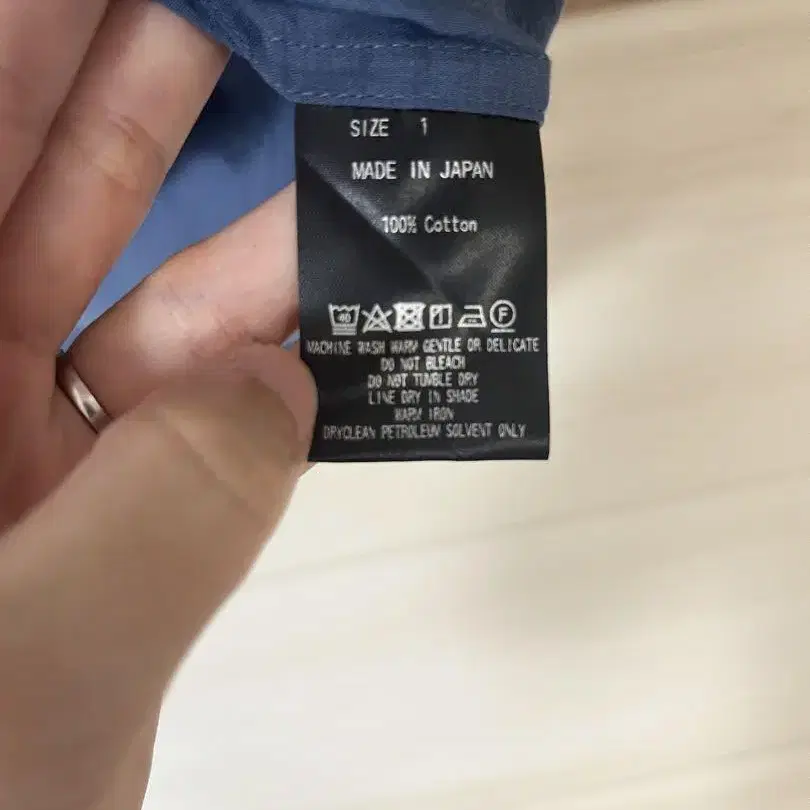 SIZE 1
MADE IN JAPAN
100% Cotton
40 F
MACHINE WASH WARM GENTLE OR DELICATE
DO NOT BLEACH
DO NOT TUMBLE DRY
LINE DRY IN SHADE
WARM IRON
DRYCLEAN PETROLEUM SOLVENT ONLY